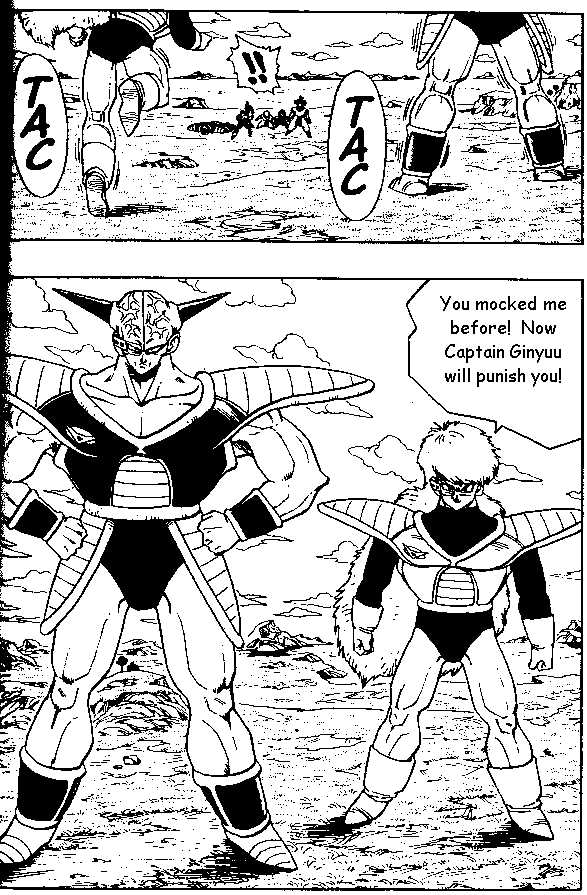 TAC
!!
TAC
You mocked me
before! Now
Captain Ginyuu
will punish you!